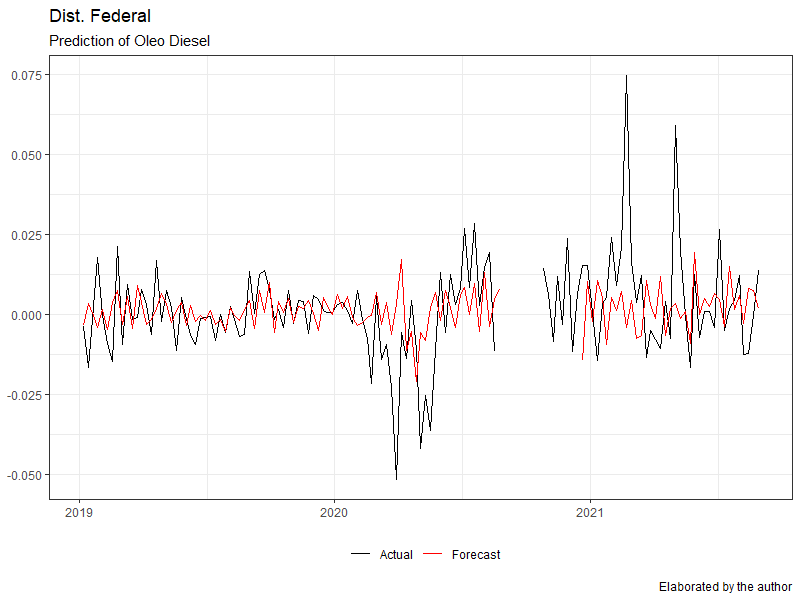 Dist. Federal
Prediction of Oleo Diesel
0.075
0.050
0.025
0.000
-0.025
-0.050
2019 2020 2021
Actual Forecast
Elaborated by the author